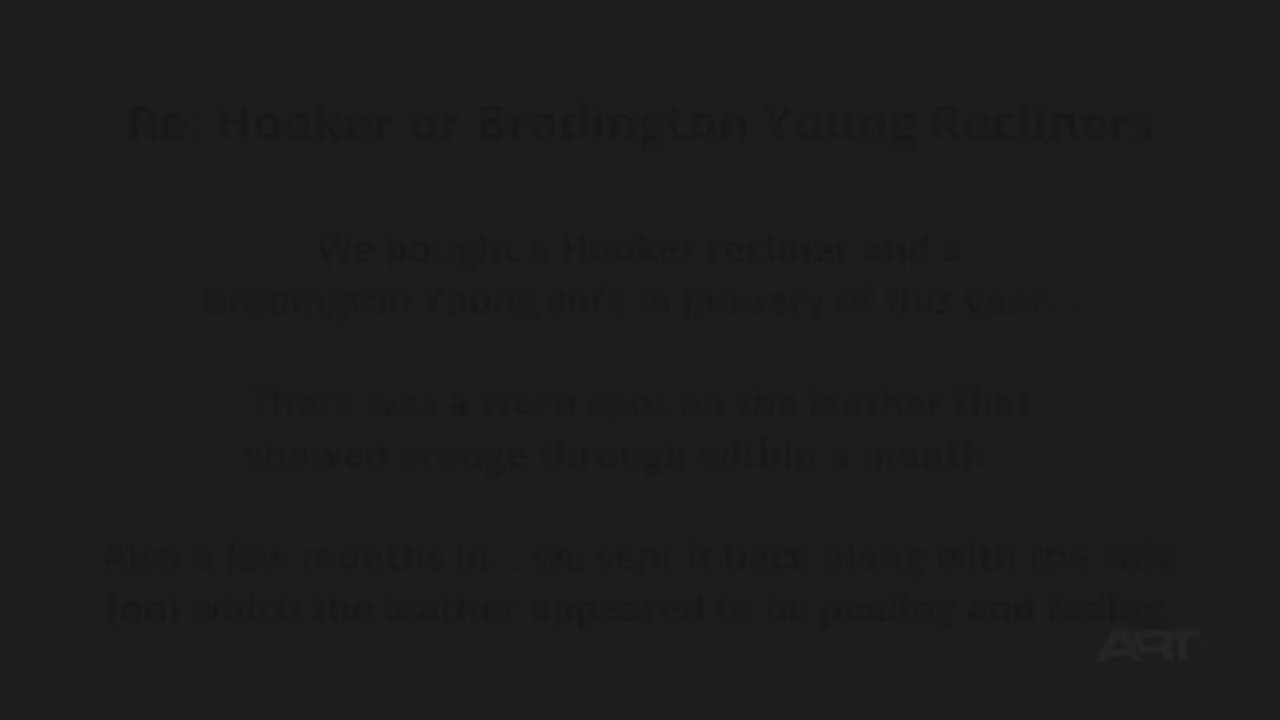 Re: Hooker or Bradington Young Recliners
We bought a Hooker recliner and a
Bradington Young sofa in January of this year...
There was a worn spot on the leather that
showed orange through within a month...
Also a few months in... we sent it back along with the sofa
(on) which the leather appeared to be peeling and fading.
ART